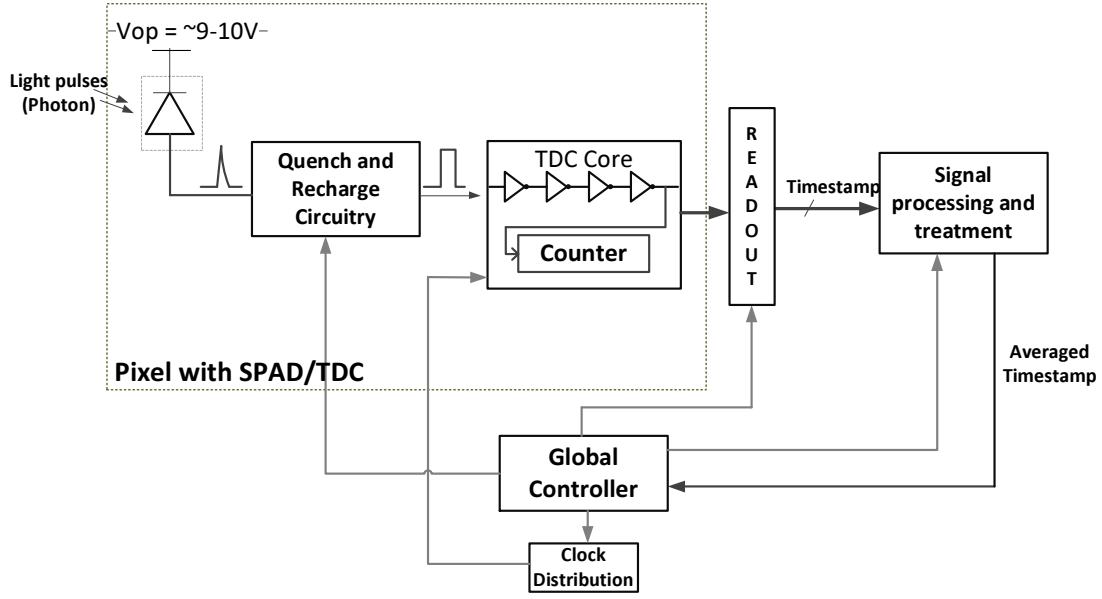 Vop = ~9-10V
Light pulses
(Photon)
Quench and
Recharge
Circuitry
TDC Core
Counter
READOUT
Timestamp
Signal
processing and
treatment
Pixel with SPAD/TDC
Averaged
Timestamp
Global
Controller
Clock
Distribution